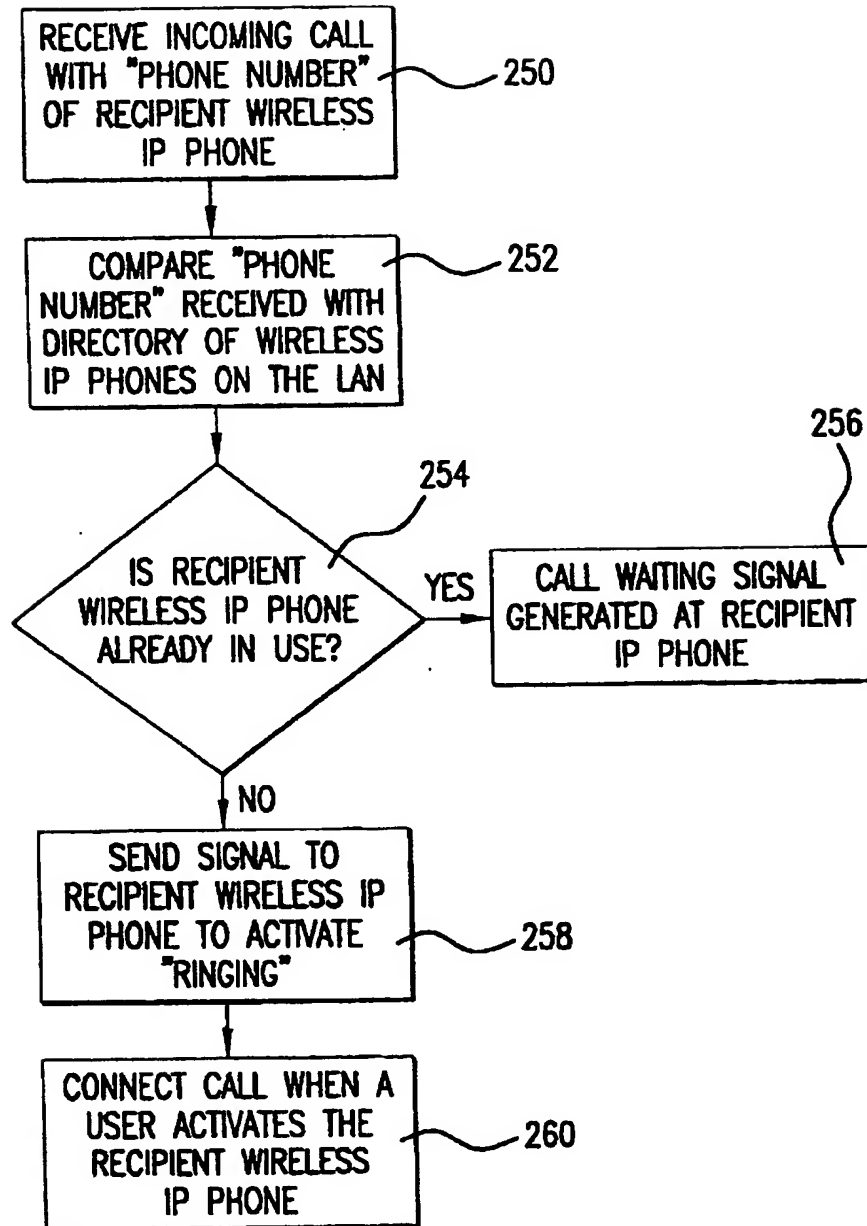 RECEIVE INCOMING CALL
WITH "PHONE NUMBER"
OF RECIPIENT WIRELESS
IP PHONE
250
COMPARE "PHONE
NUMBER" RECEIVED WITH
DIRECTORY OF WIRELESS
IP PHONES ON THE LAN
252
254
IS RECIPIENT
WIRELESS IP PHONE
ALREADY IN USE?
YES
256
CALL WAITING SIGNAL
GENERATED AT RECIPIENT
IP PHONE
NO
SEND SIGNAL TO
RECIPIENT WIRELESS IP
PHONE TO ACTIVATE
"RINGING"
258
CONNECT CALL WHEN A
USER ACTIVATES THE
RECIPIENT WIRELESS
IP PHONE
260